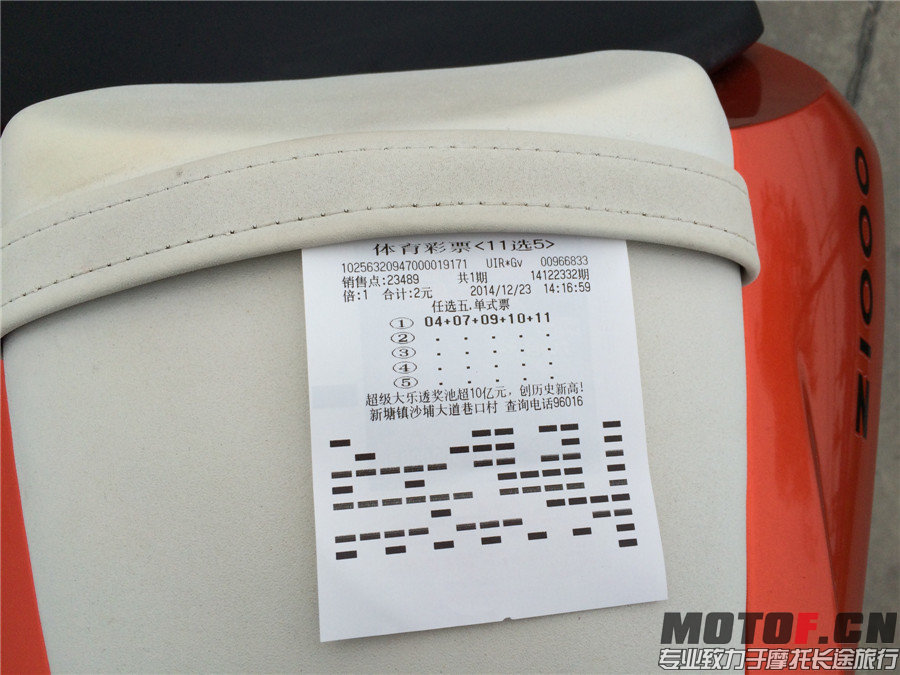 体育彩票<11选5>
10256320947000019171 UIR*Gv 00966833
销售点:23489 共1期 14122332期
倍:1 合计:2元 2014/12/23 14:16:59
任选五.单式票
① 04+07+09+10+11
② . . . . .
③ . . . . .
④ . . . . .
⑤ . . . . .
超级大乐透奖池超10亿元，创历史新高!
新塘镇沙埔大道巷口村 查询电话96016
Z1000
MOTOF.CN
专业致力于摩托长途旅行